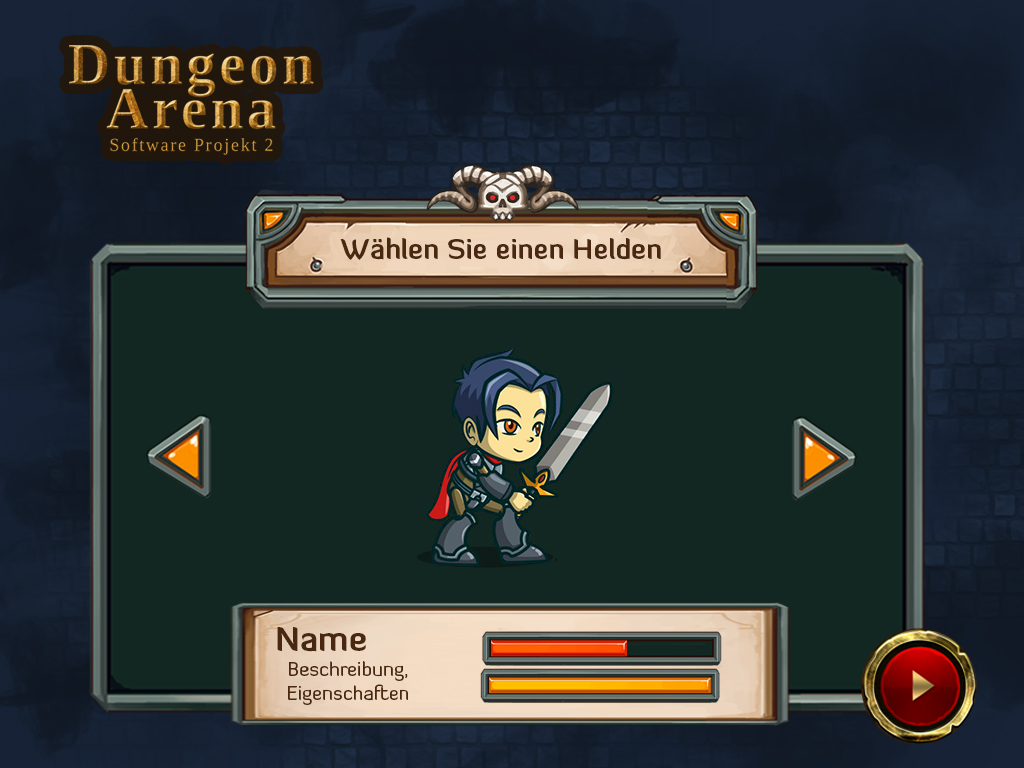 Dungeon
Arena
Software Projekt 2
Wählen Sie einen Helden
Name
Beschreibung,
Eigenschaften